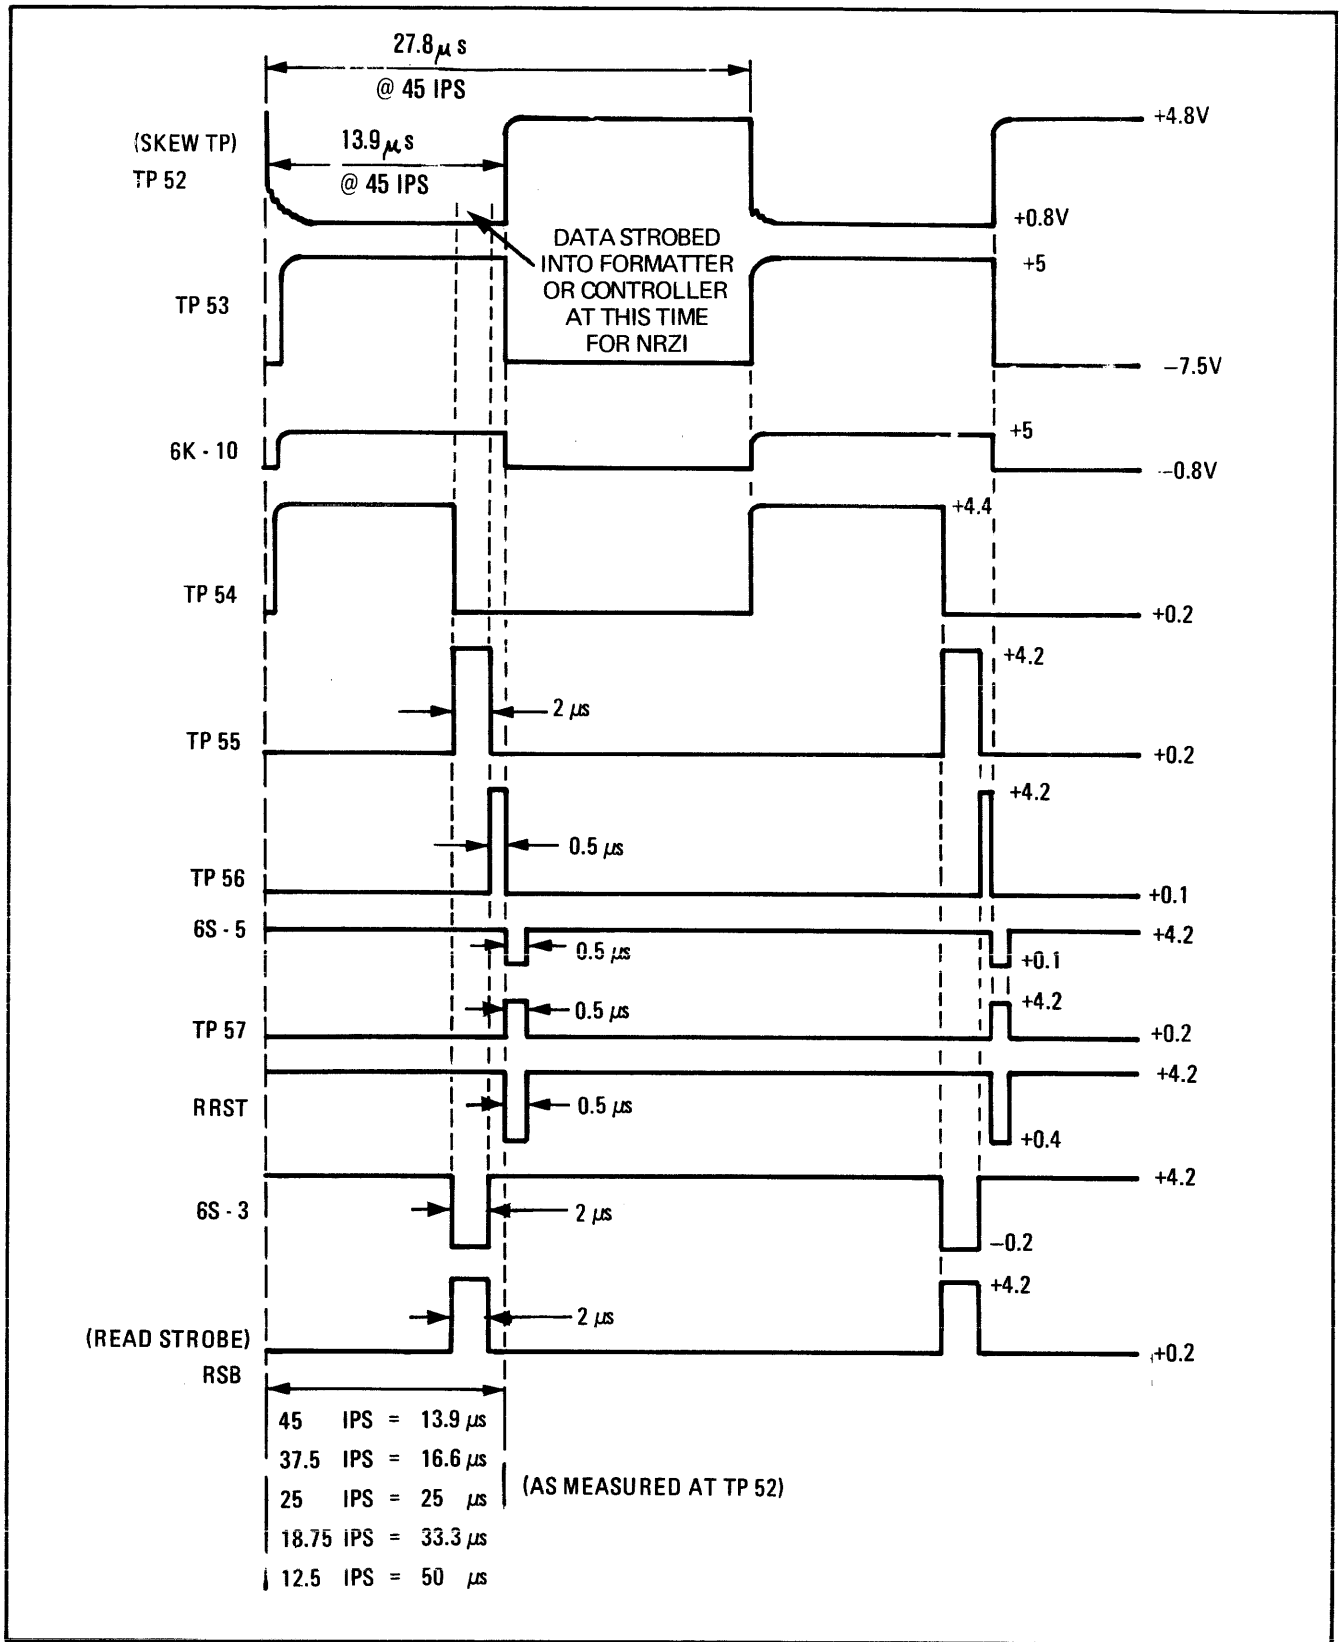 27.8 μs
@ 45 IPS
(SKEW TP)
TP 52
13.9 μs
@ 45 IPS
+4.8V
+0.8V
DATA STROBED
INTO FORMATTER
OR CONTROLLER
AT THIS TIME
FOR NRZI
TP 53
+5
−7.5V
6K - 10
+5
−0.8V
TP 54
+4.4
+0.2
TP 55
2 μs
+4.2
+0.2
TP 56
0.5 μs
+4.2
+0.1
6S - 5
0.5 μs
+4.2
+0.1
TP 57
0.5 μs
+4.2
+0.2
RRST
0.5 μs
+4.2
+0.4
6S - 3
2 μs
+4.2
−0.2
(READ STROBE)
RSB
2 μs
+4.2
+0.2
45 IPS = 13.9 μs
37.5 IPS = 16.6 μs
25 IPS = 25 μs
18.75 IPS = 33.3 μs
12.5 IPS = 50 μs
(AS MEASURED AT TP 52)